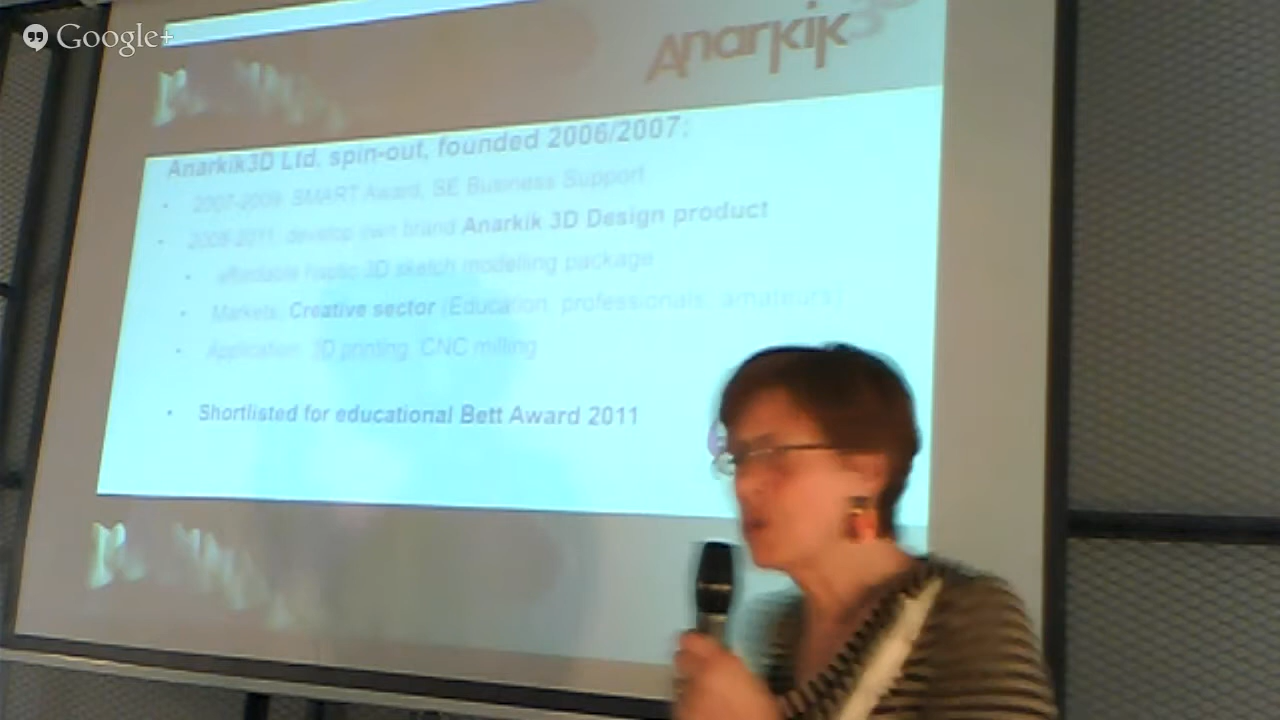 Google+
Anarkik3D
Anarkik3D Ltd. spin-out, founded 2006/2007:
• 2007-2009: SMART Award, SE Business Support
• 2008-2011: develop own brand Anarkik 3D Design product
• affordable haptic 3D sketch modelling package
• Markets: Creative sector (Education, professionals, amateurs)
• Application: 3D printing, CNC milling
• Shortlisted for educational Bett Award 2011